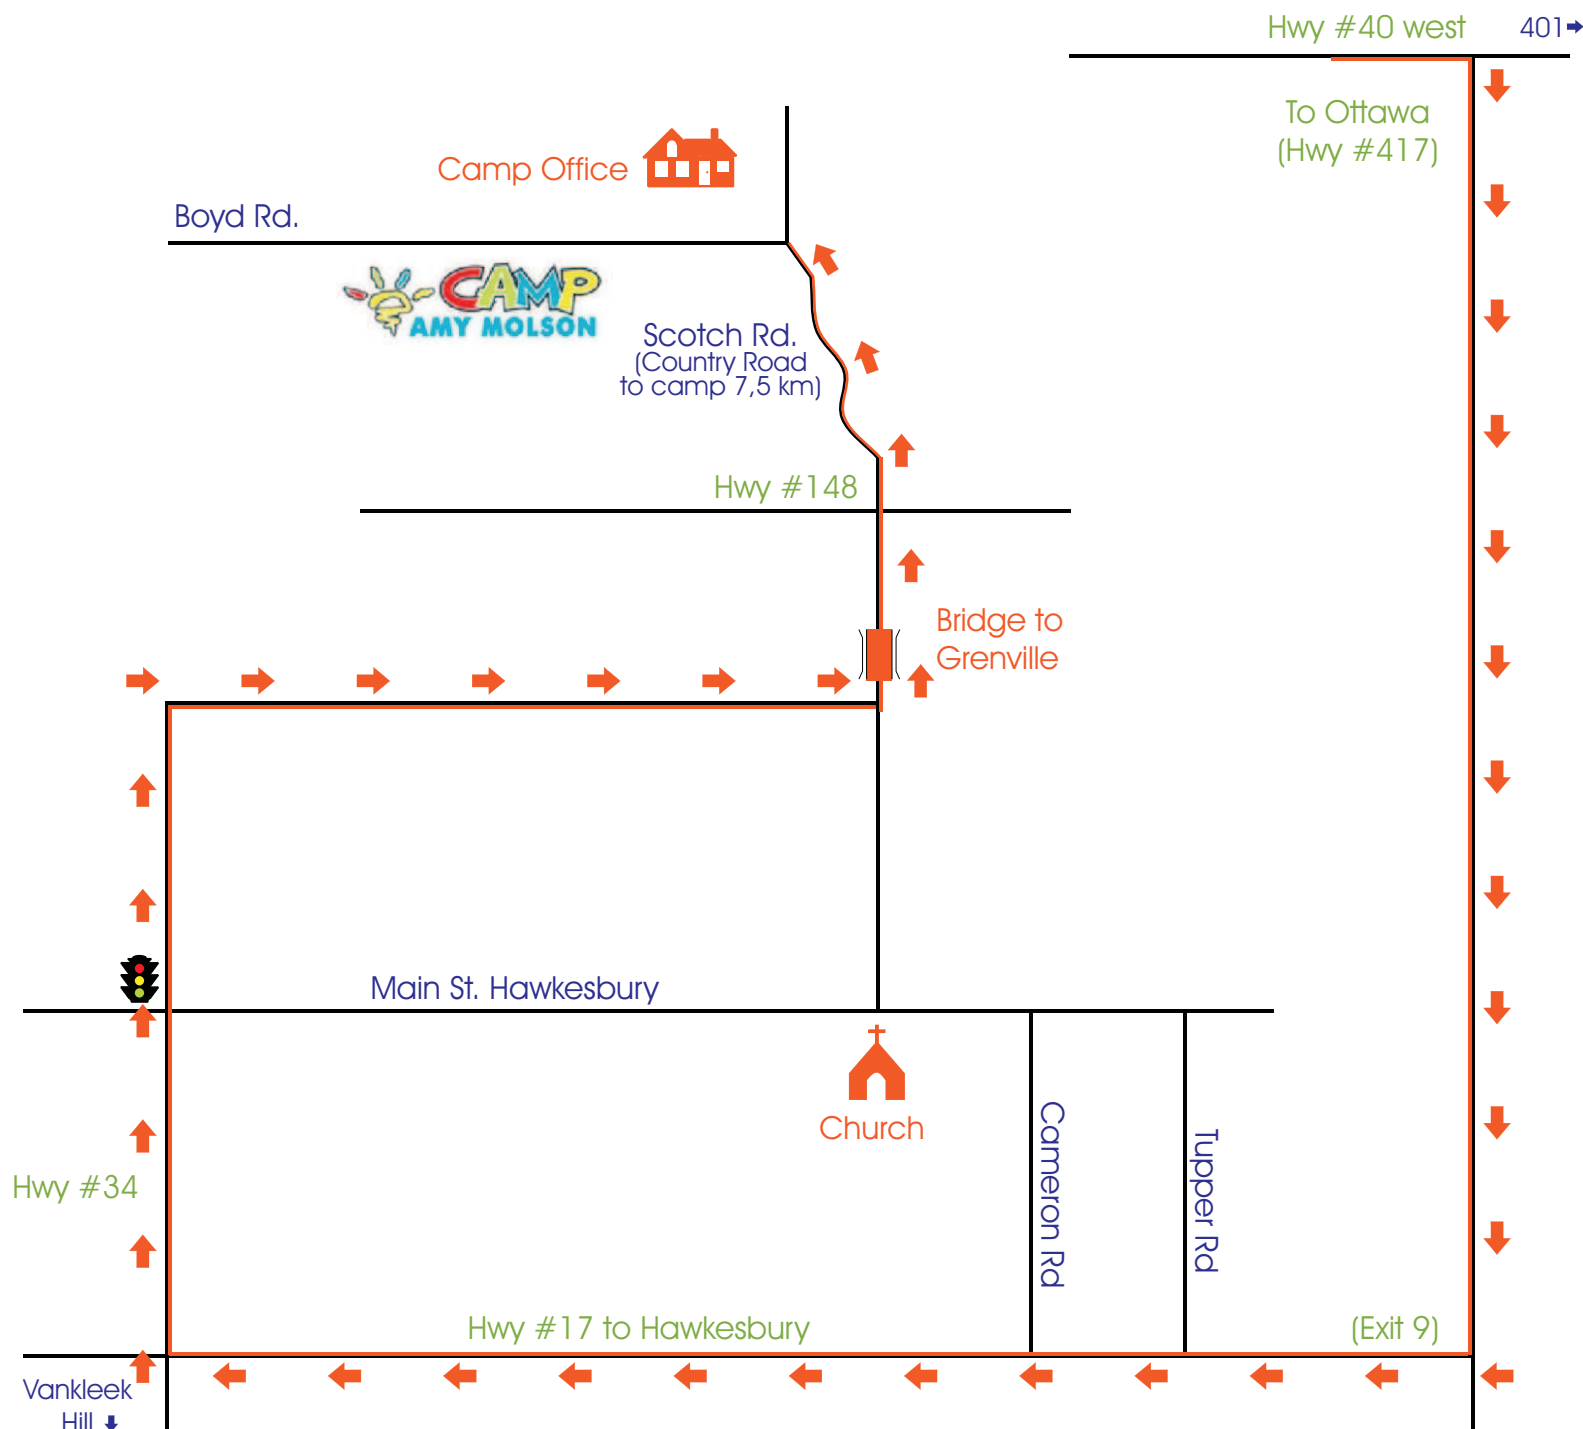 Hwy #40 west
401
To Ottawa
(Hwy #417)
Camp Office
Boyd Rd.
CAMP
AMY MOLSON
Scotch Rd.
(Country Road
to camp 7,5 km)
Hwy #148
Bridge to
Grenville
Main St. Hawkesbury
Church
Cameron Rd
Tupper Rd
Hwy #34
Hwy #17 to Hawkesbury
(Exit 9)
Vankleek
Hill